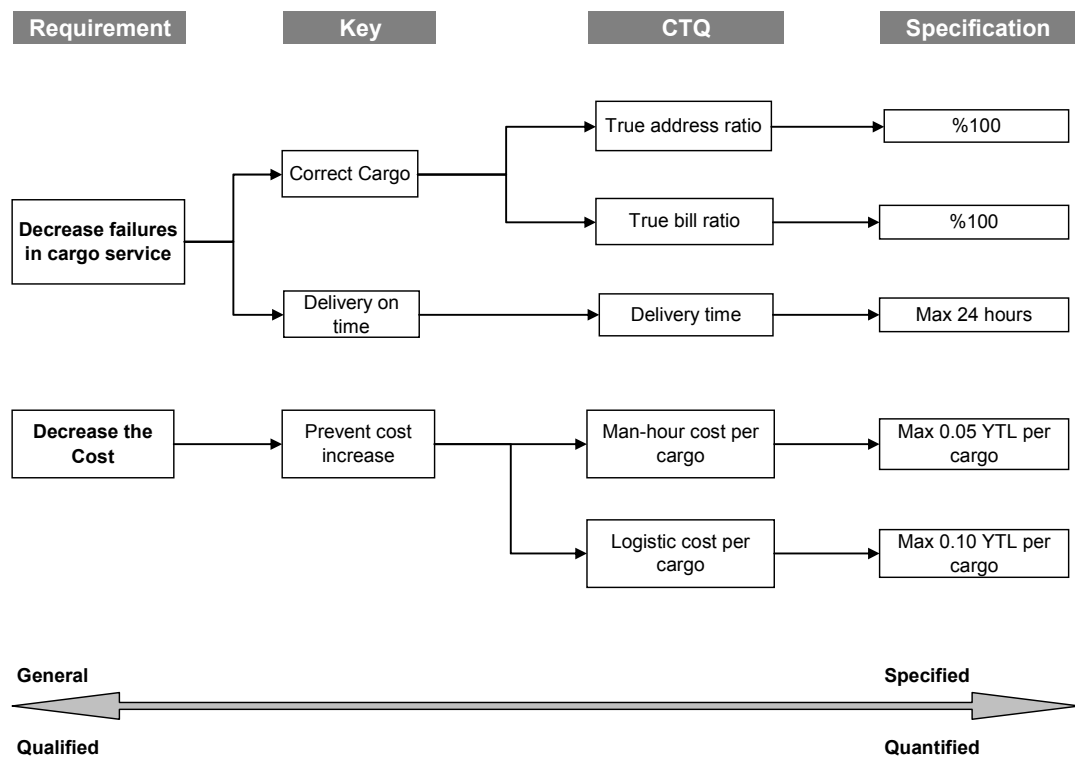 Requirement
Key
CTQ
Specification
True address ratio
%100
Correct Cargo
Decrease failures
in cargo service
True bill ratio
%100
Delivery on
time
Delivery time
Max 24 hours
Decrease the
Cost
Prevent cost
increase
Man-hour cost per
cargo
Max 0.05 YTL per
cargo
Logistic cost per
cargo
Max 0.10 YTL per
cargo
General
Specified
Qualified
Quantified